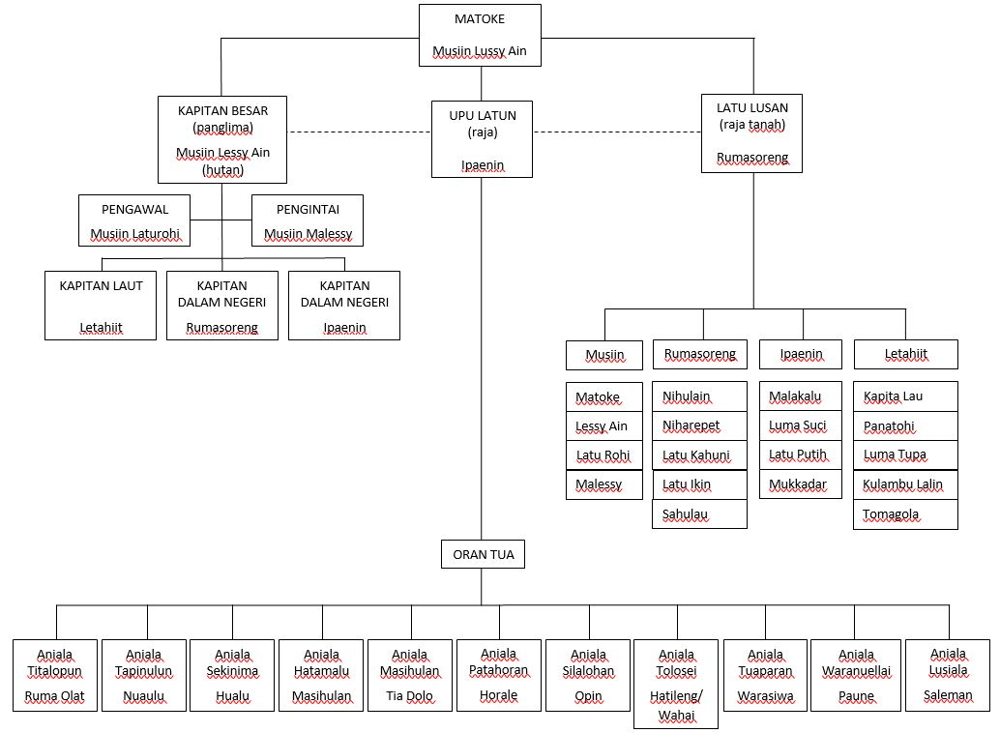 MATOKE
Musiin Lussy Ain
KAPITAN BESAR
(panglima)
Musiin Lessy Ain
(hutan)
UPU LATUN
(raja)
Ipaenin
LATU LUSAN
(raja tanah)
Rumasoreng
PENGAWAL
Musiin Laturohi
PENGINTAI
Musiin Malessy
KAPITAN LAUT
Letahiit
KAPITAN
DALAM NEGERI
Rumasoreng
KAPITAN
DALAM NEGERI
Ipaenin
Musiin
Matoke
Lessy Ain
Latu Rohi
Malessy
Rumasoreng
Nihulain
Niharepet
Latu Kahuni
Latu Ikin
Sahulau
Ipaenin
Malakalu
Luma Suci
Latu Putih
Mukkadar
Letahiit
Kapita Lau
Panatohi
Luma Tupa
Kulambu Lalin
Tomagola
ORAN TUA
Aniala
Titalopun
Ruma Olat
Aniala
Tapinulun
Nuaulu
Aniala
Sekinima
Hualu
Aniala
Hatamalu
Masihulan
Aniala
Masihulan
Tia Dolo
Aniala
Patahoran
Horale
Aniala
Silalohan
Opin
Aniala
Tolosei
Hatileng/
Wahai
Aniala
Tuaparan
Warasiwa
Aniala
Waranuellai
Paune
Aniala
Lusiala
Saleman